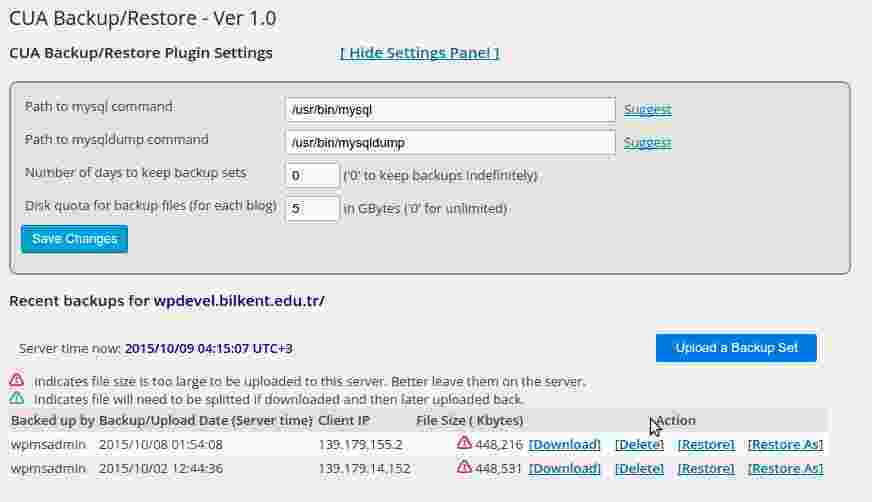 CUA Backup/Restore - Ver 1.0
CUA Backup/Restore Plugin Settings [ Hide Settings Panel ]
Path to mysql command /usr/bin/mysql Suggest
Path to mysqldump command /usr/bin/mysqldump Suggest
Number of days to keep backup sets 0 ('0' to keep backups indefinitely)
Disk quota for backup files (for each blog) 5 in GBytes ('0' for unlimited)
Save Changes
Recent backups for wpdevel.bilkent.edu.tr/
Server time now: 2015/10/09 04:15:07 UTC+3 Upload a Backup Set
Indicates file size is too large to be uploaded to this server. Better leave them on the server.
Indicates file will need to be splitted if downloaded and then later uploaded back.
Backed up by Backup/Upload Date (Server time) Client IP File Size ( Kbytes) Action
wpmsadmin 2015/10/08 01:54:08 139.179.155.2 448,216 [Download] [Delete] [Restore] [Restore As]
wpmsadmin 2015/10/02 12:44:36 139.179.14.152 448,531 [Download] [Delete] [Restore] [Restore As]